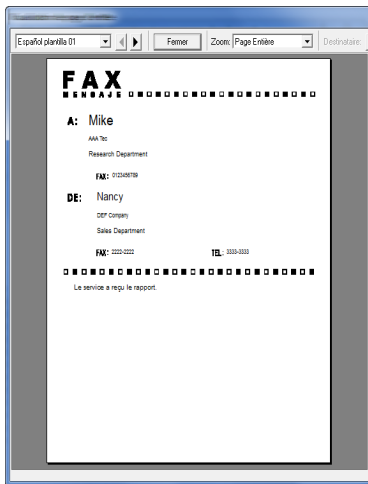 Español plantilla 01 Fermer Zoom: Page Entière Destinataire:
FAX
MENSAJE
A: Mike
AAA Tec
Research Department
FAX: 0123456789
DE: Nancy
DEF Company
Sales Department
FAX: 2222-2222 TEL: 3333-3333
Le service a reçu le rapport.